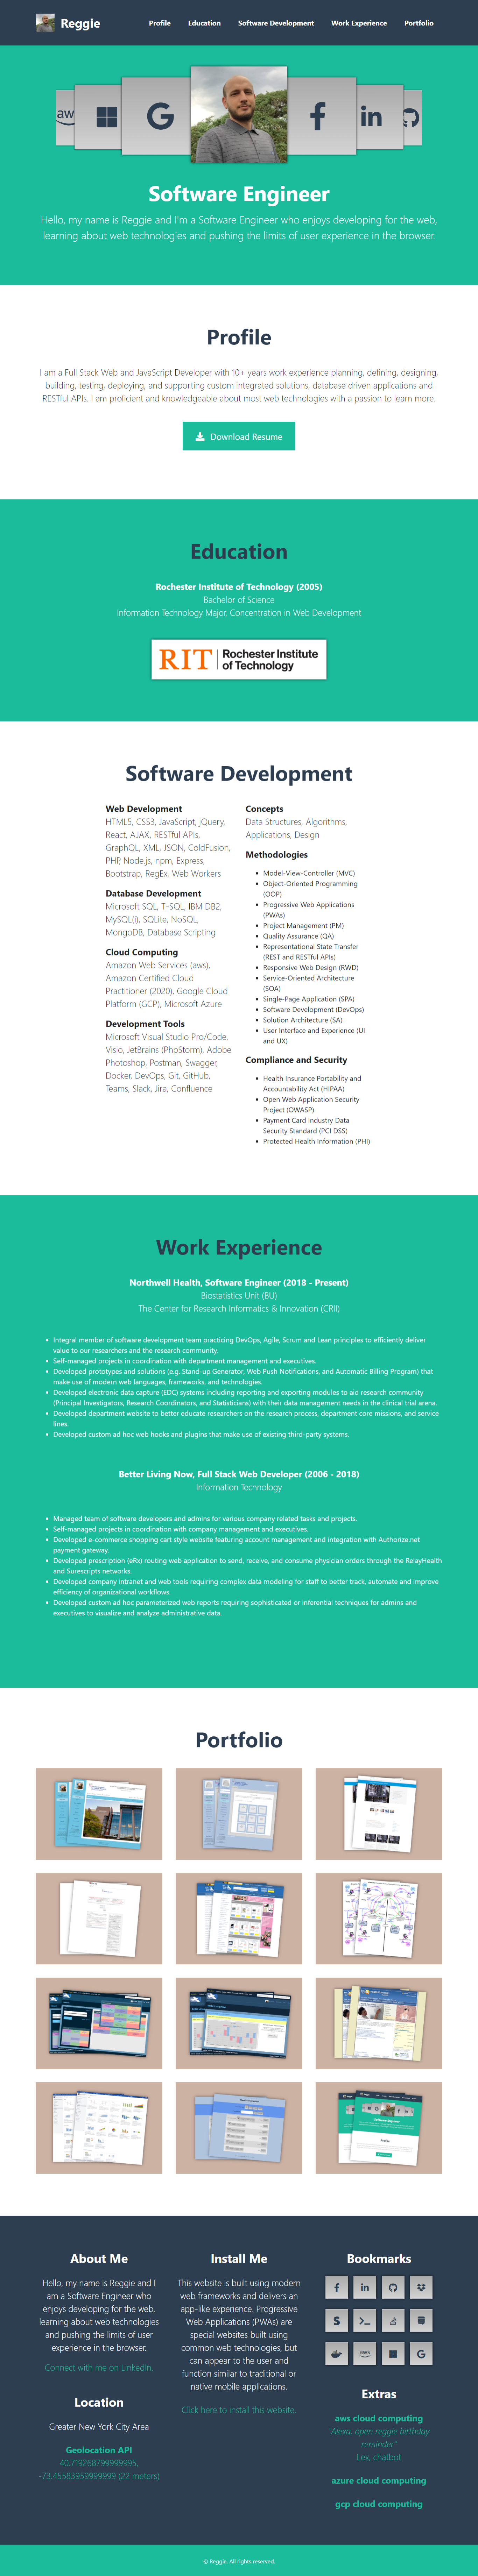 Reggie
Profile
Education
Software Development
Work Experience
Portfolio
aws
G
f
in
Software Engineer
Hello, my name is Reggie and I'm a Software Engineer who enjoys developing for the web,
learning about web technologies and pushing the limits of user experience in the browser.
Profile
I am a Full Stack Web and JavaScript Developer with 10+ years work experience planning, defining, designing,
building, testing, deploying, and supporting custom integrated solutions, database driven applications and
RESTful APIs. I am proficient and knowledgeable about most web technologies with a passion to learn more.
Download Resume
Education
Rochester Institute of Technology (2005)
Bachelor of Science
Information Technology Major, Concentration in Web Development
RIT | Rochester Institute
of Technology
Software Development
Web Development
HTML5, CSS3, JavaScript, jQuery,
React, AJAX, RESTful APIs,
GraphQL, XML, JSON, ColdFusion,
PHP, Node.js, npm, Express,
Bootstrap, RegEx, Web Workers
Database Development
Microsoft SQL, T-SQL, IBM DB2,
MySQL(i), SQLite, NoSQL,
MongoDB, Database Scripting
Cloud Computing
Amazon Web Services (aws),
Amazon Certified Cloud
Practitioner (2020), Google Cloud
Platform (GCP), Microsoft Azure
Development Tools
Microsoft Visual Studio Pro/Code,
Visio, JetBrains (PhpStorm), Adobe
Photoshop, Postman, Swagger,
Docker, DevOps, Git, GitHub,
Teams, Slack, Jira, Confluence
Concepts
Data Structures, Algorithms,
Applications, Design
Methodologies
• Model-View-Controller (MVC)
• Object-Oriented Programming
(OOP)
• Progressive Web Applications
(PWAs)
• Project Management (PM)
• Quality Assurance (QA)
• Representational State Transfer
(REST and RESTful APIs)
• Responsive Web Design (RWD)
• Service-Oriented Architecture
(SOA)
• Single-Page Application (SPA)
• Software Development (DevOps)
• Solution Architecture (SA)
• User Interface and Experience (UI
and UX)
Compliance and Security
• Health Insurance Portability and
Accountability Act (HIPAA)
• Open Web Application Security
Project (OWASP)
• Payment Card Industry Data
Security Standard (PCI DSS)
• Protected Health Information (PHI)
Work Experience
Northwell Health, Software Engineer (2018 - Present)
Biostatistics Unit (BU)
The Center for Research Informatics & Innovation (CRII)
• Integral member of software development team practicing DevOps, Agile, Scrum and Lean principles to efficiently deliver
value to our researchers and the research community.
• Self-managed projects in coordination with department management and executives.
• Developed prototypes and solutions (e.g. Stand-up Generator, Web Push Notifications, and Automatic Billing Program) that
make use of modern web languages, frameworks, and technologies.
• Developed electronic data capture (EDC) systems including reporting and exporting modules to aid research community
(Principal Investigators, Research Coordinators, and Statisticians) with their data management needs in the clinical trial arena.
• Developed department website to better educate researchers on the research process, department core missions, and service
lines.
• Developed custom ad hoc web hooks and plugins that make use of existing third-party systems.
Better Living Now, Full Stack Web Developer (2006 - 2018)
Information Technology
• Managed team of software developers and admins for various company related tasks and projects.
• Self-managed projects in coordination with company management and executives.
• Developed e-commerce shopping cart style website featuring account management and integration with Authorize.net
payment gateway.
• Developed prescription (eRx) routing web application to send, receive, and consume physician orders through the RelayHealth
and Surescripts networks.
• Developed company intranet and web tools requiring complex data modeling for staff to better track, automate and improve
efficiency of organizational workflows.
• Developed custom ad hoc parameterized web reports requiring sophisticated or inferential techniques for admins and
executives to visualize and analyze administrative data.
Portfolio
About Me
Hello, my name is Reggie and I
am a Software Engineer who
enjoys developing for the web,
learning about web technologies
and pushing the limits of user
experience in the browser.
Connect with me on LinkedIn.
Location
Greater New York City Area
Geolocation API
40.719268799999995,
-73.45583959999999 (22 meters)
Install Me
This website is built using modern
web frameworks and delivers an
app-like experience. Progressive
Web Applications (PWAs) are
special websites built using
common web technologies, but
can appear to the user and
function similar to traditional or
native mobile applications.
Click here to install this website.
Bookmarks
f
in
S
aws
G
Extras
aws cloud computing
"Alexa, open reggie birthday
reminder"
Lex, chatbot
azure cloud computing
gcp cloud computing
© Reggie. All rights reserved.